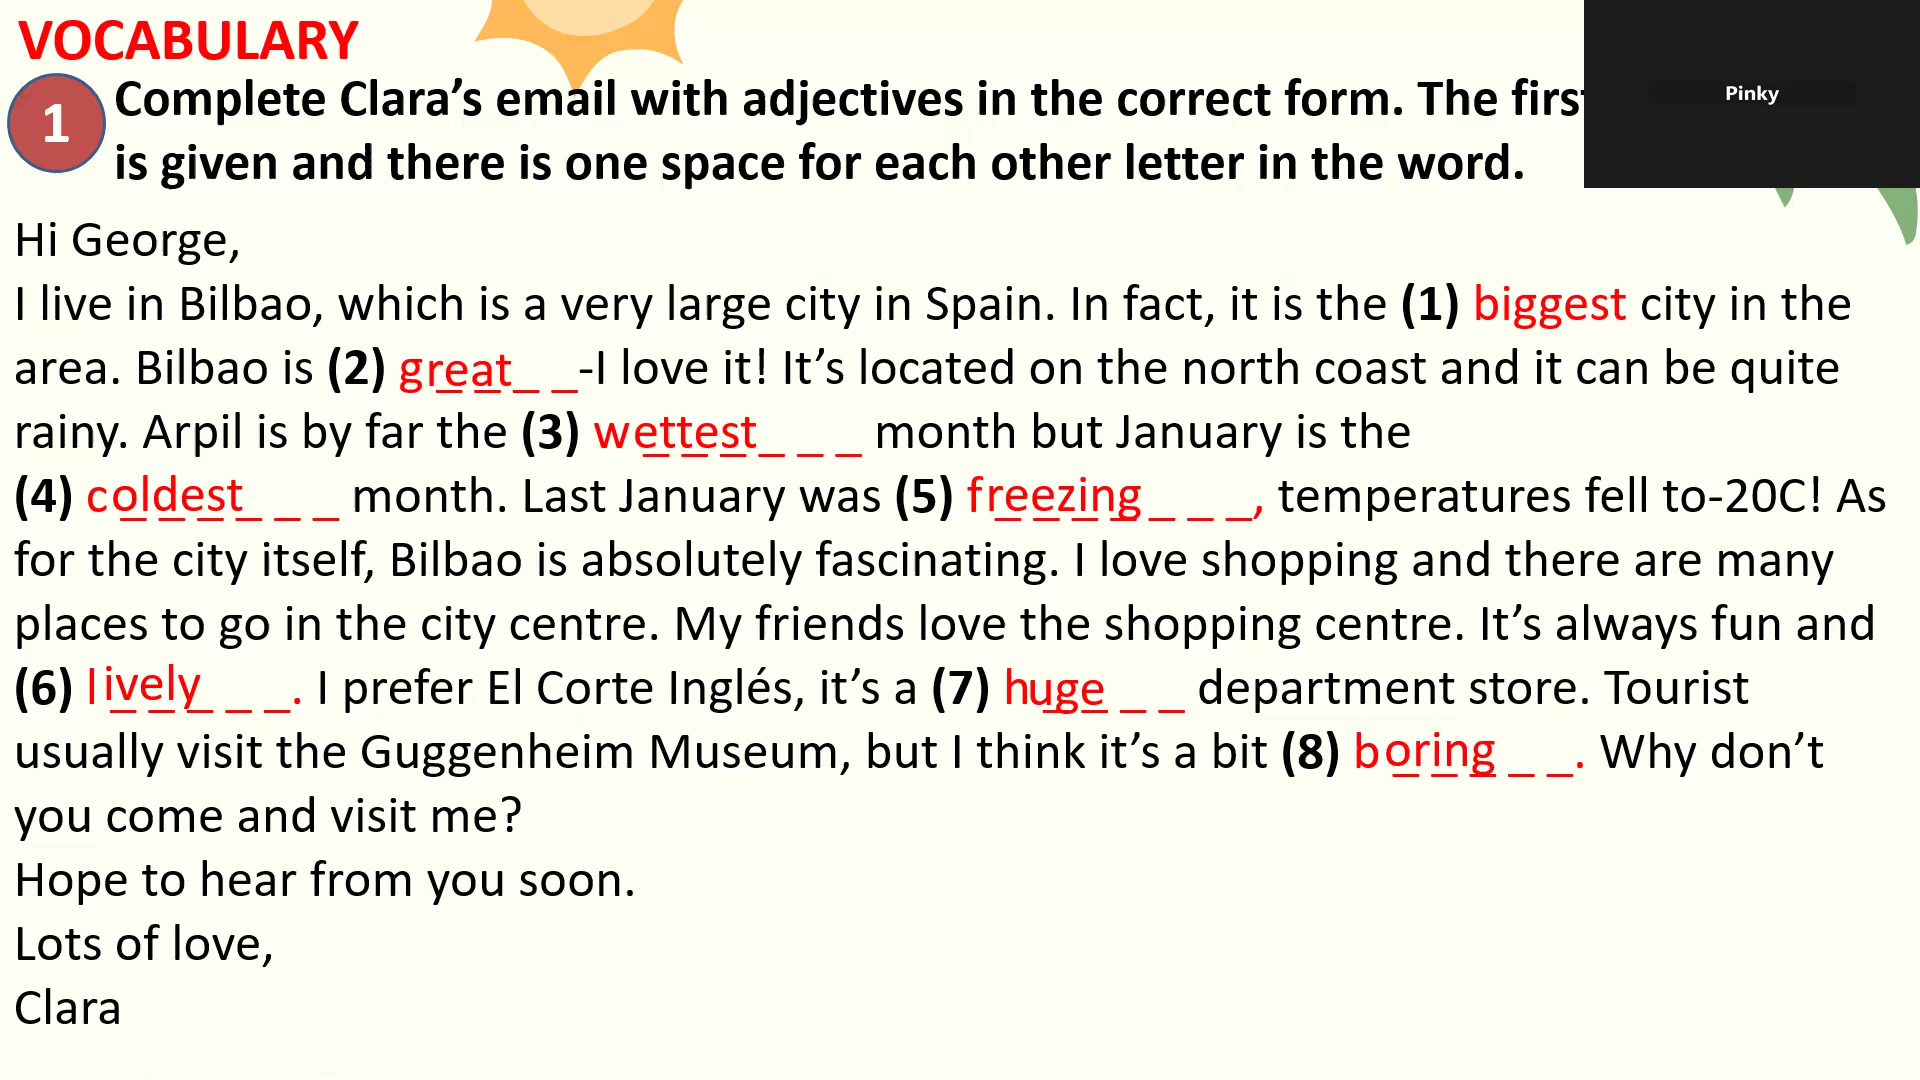 VOCABULARY
Pinky
1 Complete Clara's email with adjectives in the correct form. The first
is given and there is one space for each other letter in the word.
Hi George,
I live in Bilbao, which is a very large city in Spain. In fact, it is the (1) biggest city in the
area. Bilbao is (2) great_ _-I love it! It's located on the north coast and it can be quite
rainy. Arpil is by far the (3) wettest_ _ _ month but January is the
(4) coldest_ _ _ month. Last January was (5) freezing_ _ _, temperatures fell to-20C! As
for the city itself, Bilbao is absolutely fascinating. I love shopping and there are many
places to go in the city centre. My friends love the shopping centre. It's always fun and
(6) lively_ _. I prefer El Corte Inglés, it's a (7) huge_ _ department store. Tourist
usually visit the Guggenheim Museum, but I think it's a bit (8) boring_ _. Why don't
you come and visit me?
Hope to hear from you soon.
Lots of love,
Clara